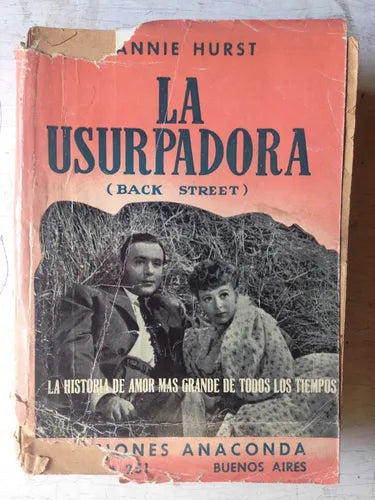 ANNIE HURST
LA
USURPADORA
(BACK STREET)
LA HISTORIA DE AMOR MAS GRANDE DE TODOS LOS TIEMPOS
IONES ANACONDA
251 BUENOS AIRES